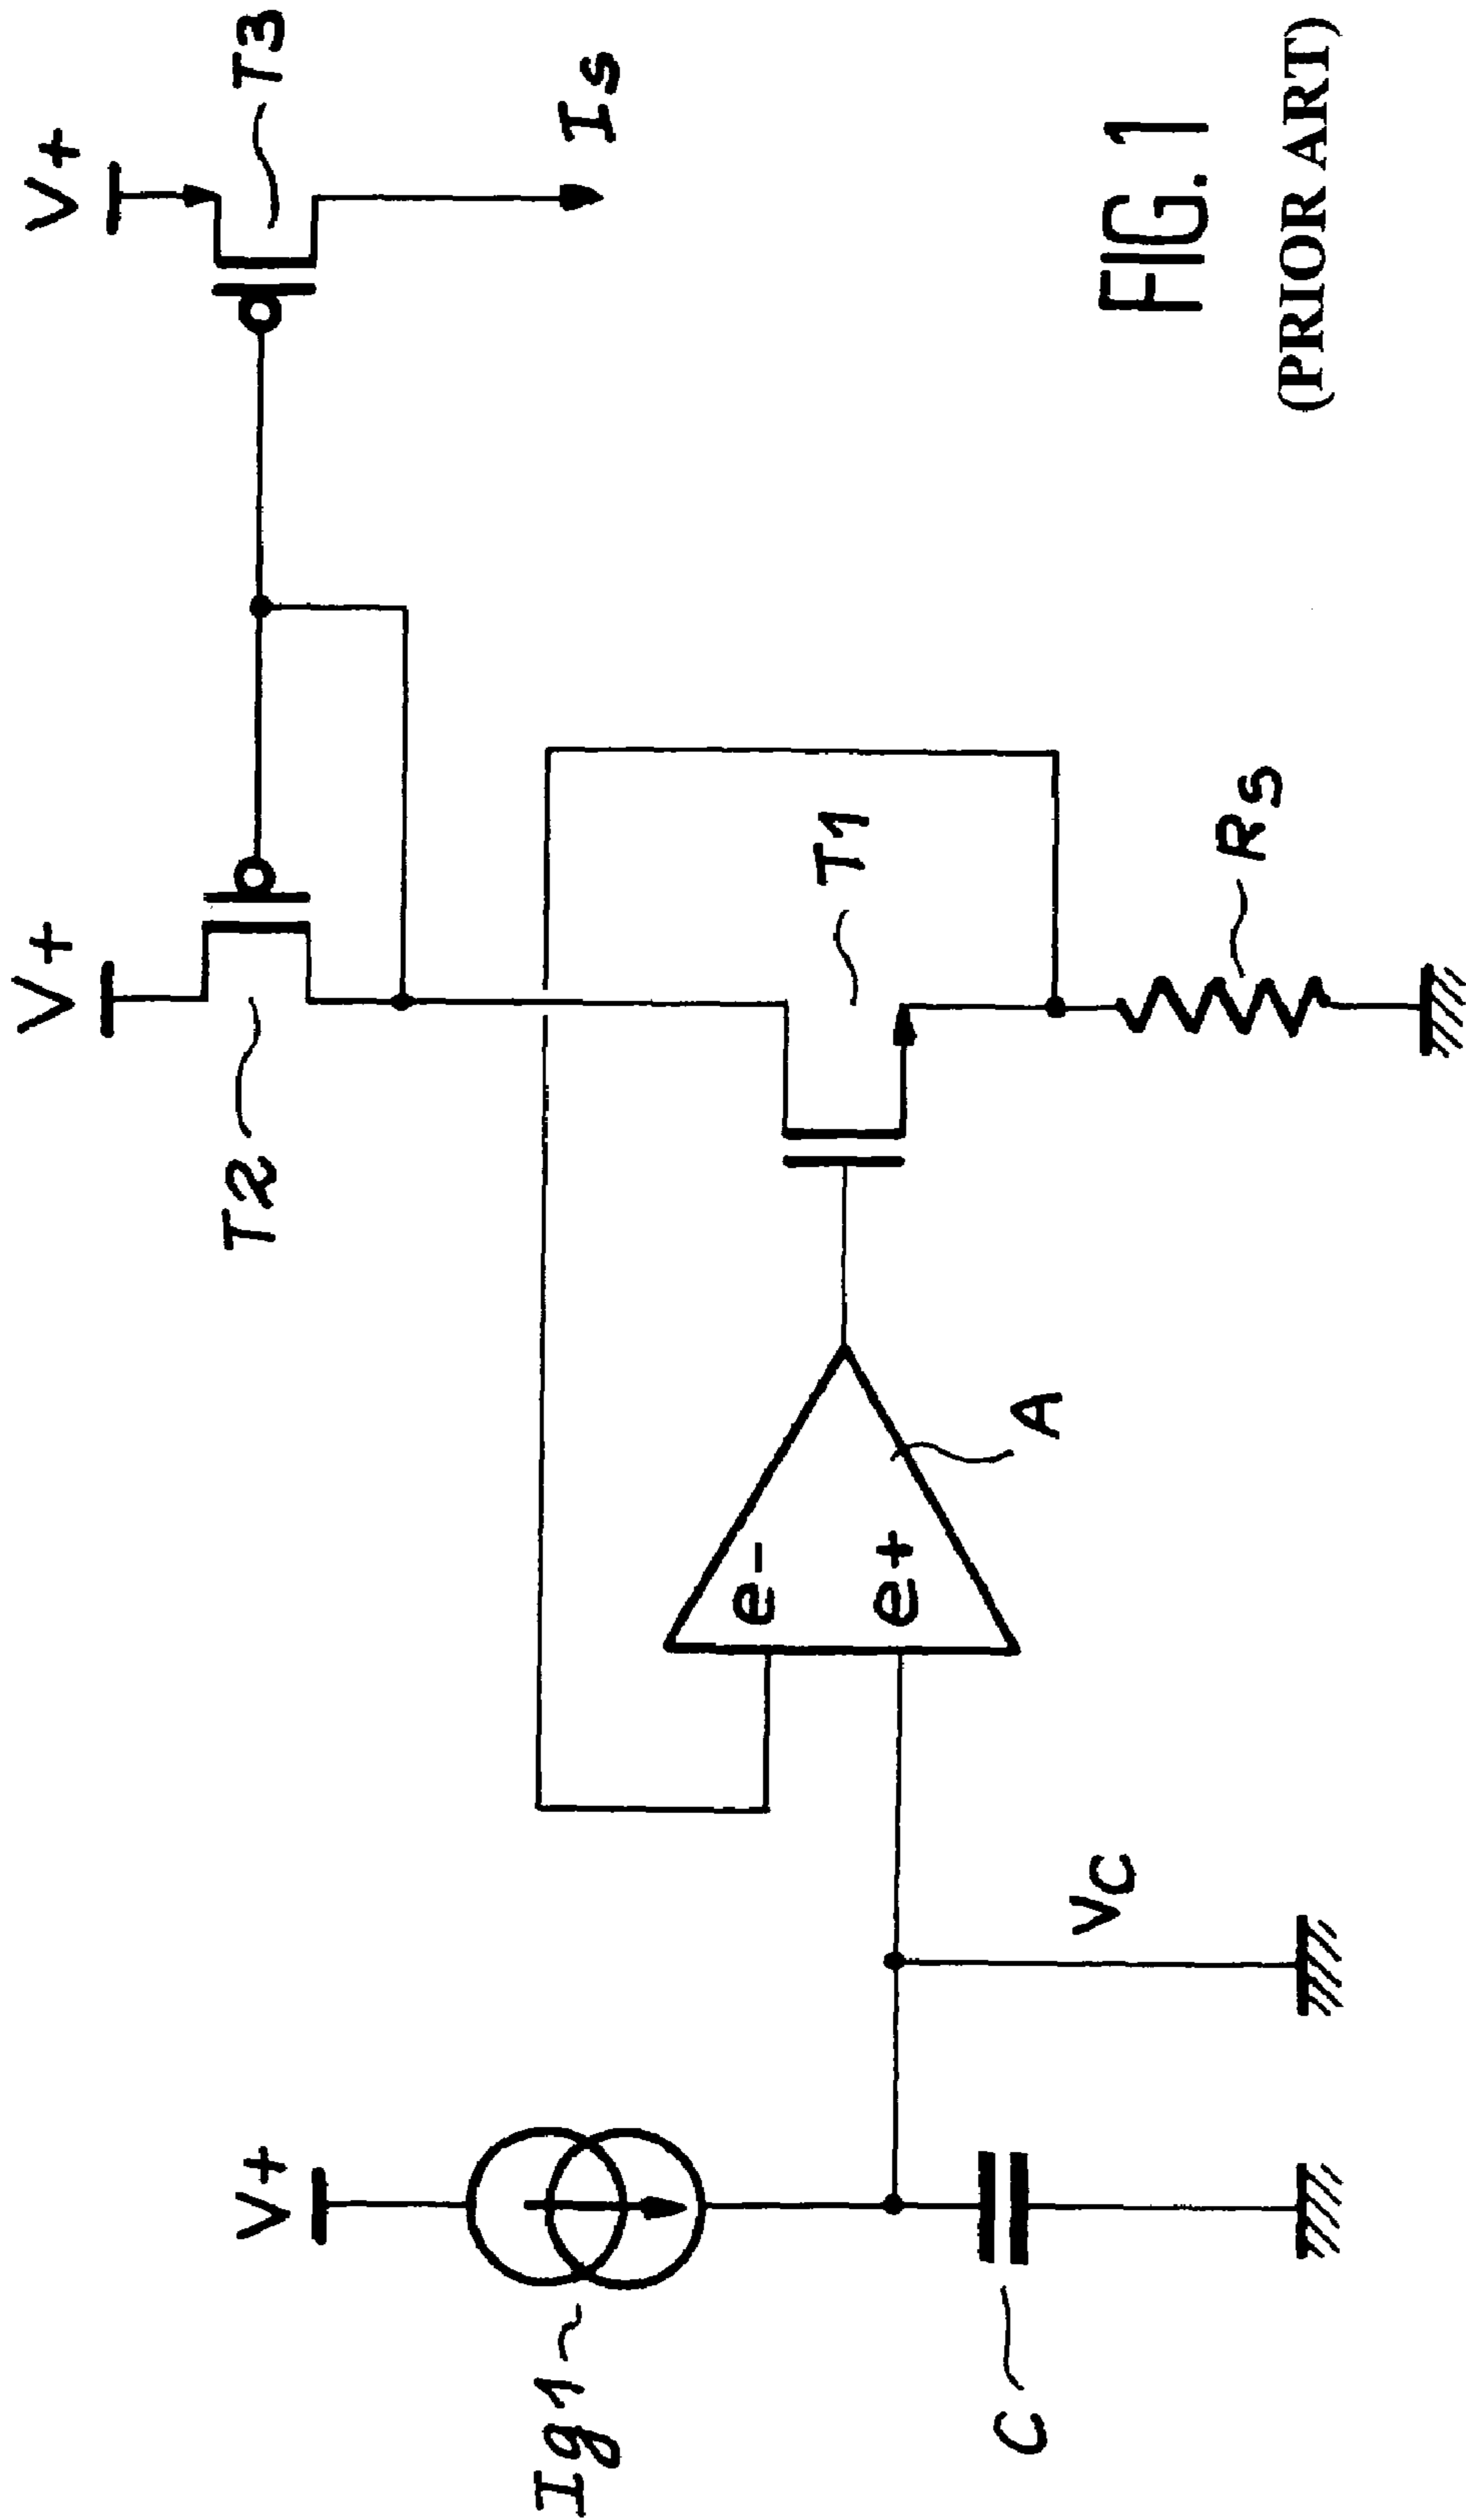 V+
Ig1
C
VC
e-
e+
A
V+
T2
T1
Rs
V+
T3
Is
FIG. 1
(PRIOR ART)